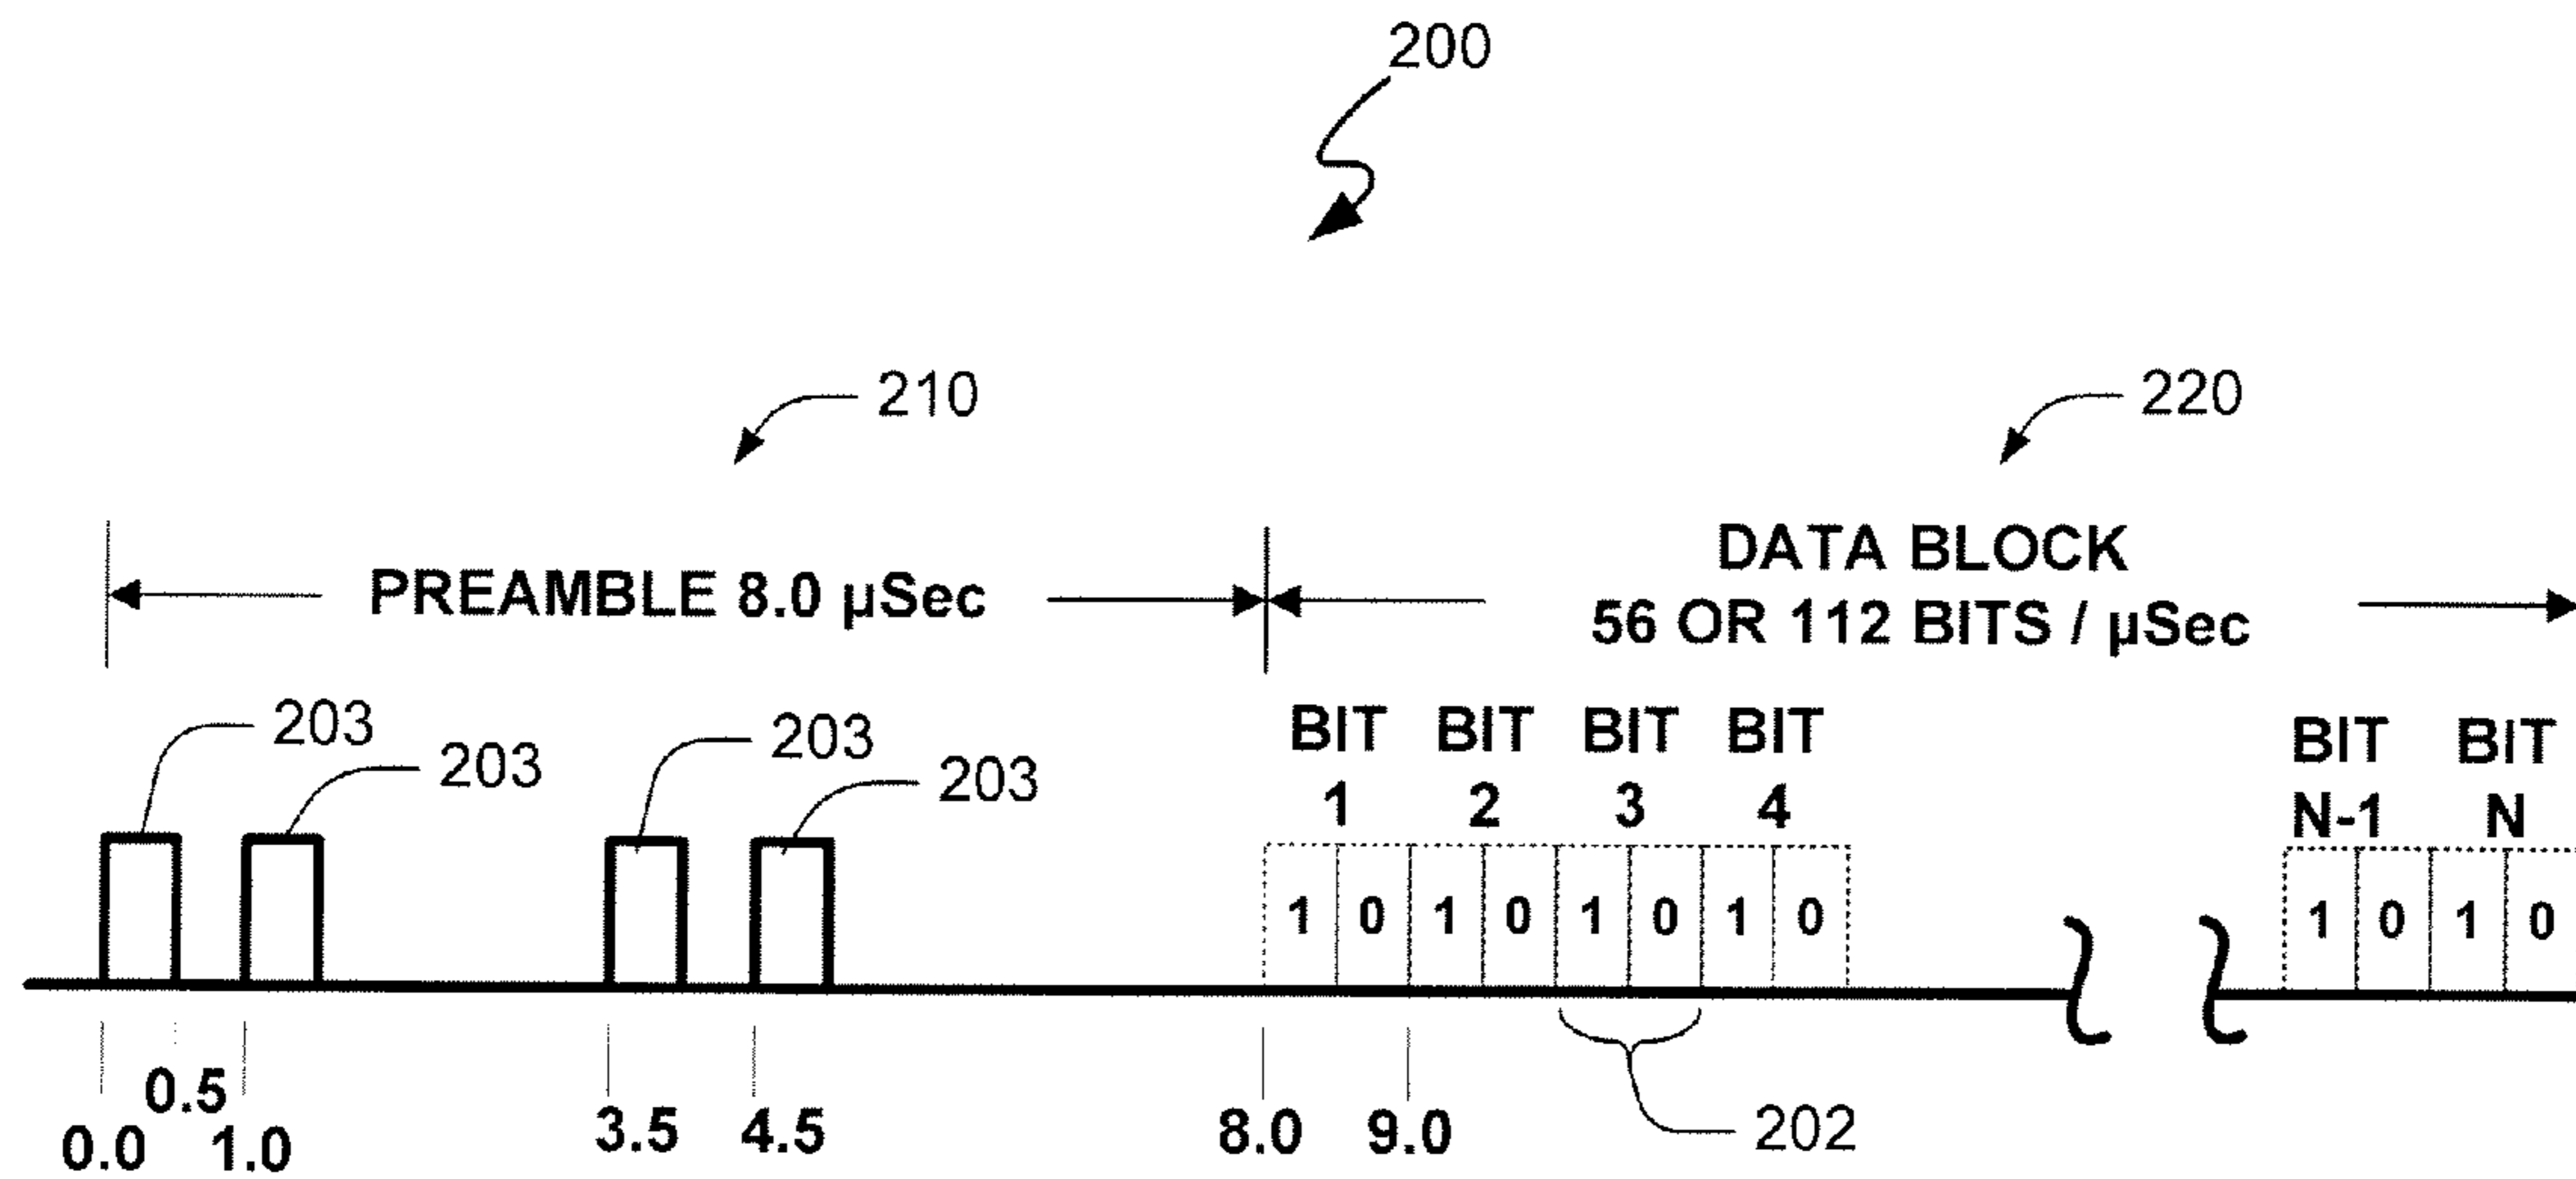 200
210
220
PREAMBLE 8.0 µSec
DATA BLOCK
56 OR 112 BITS / µSec
203
203
203
203
BIT 1
BIT 2
BIT 3
BIT 4
BIT N-1
BIT N
1 0 1 0 1 0 1 0
1 0 1 0
0.0
0.5
1.0
3.5
4.5
8.0
9.0
202